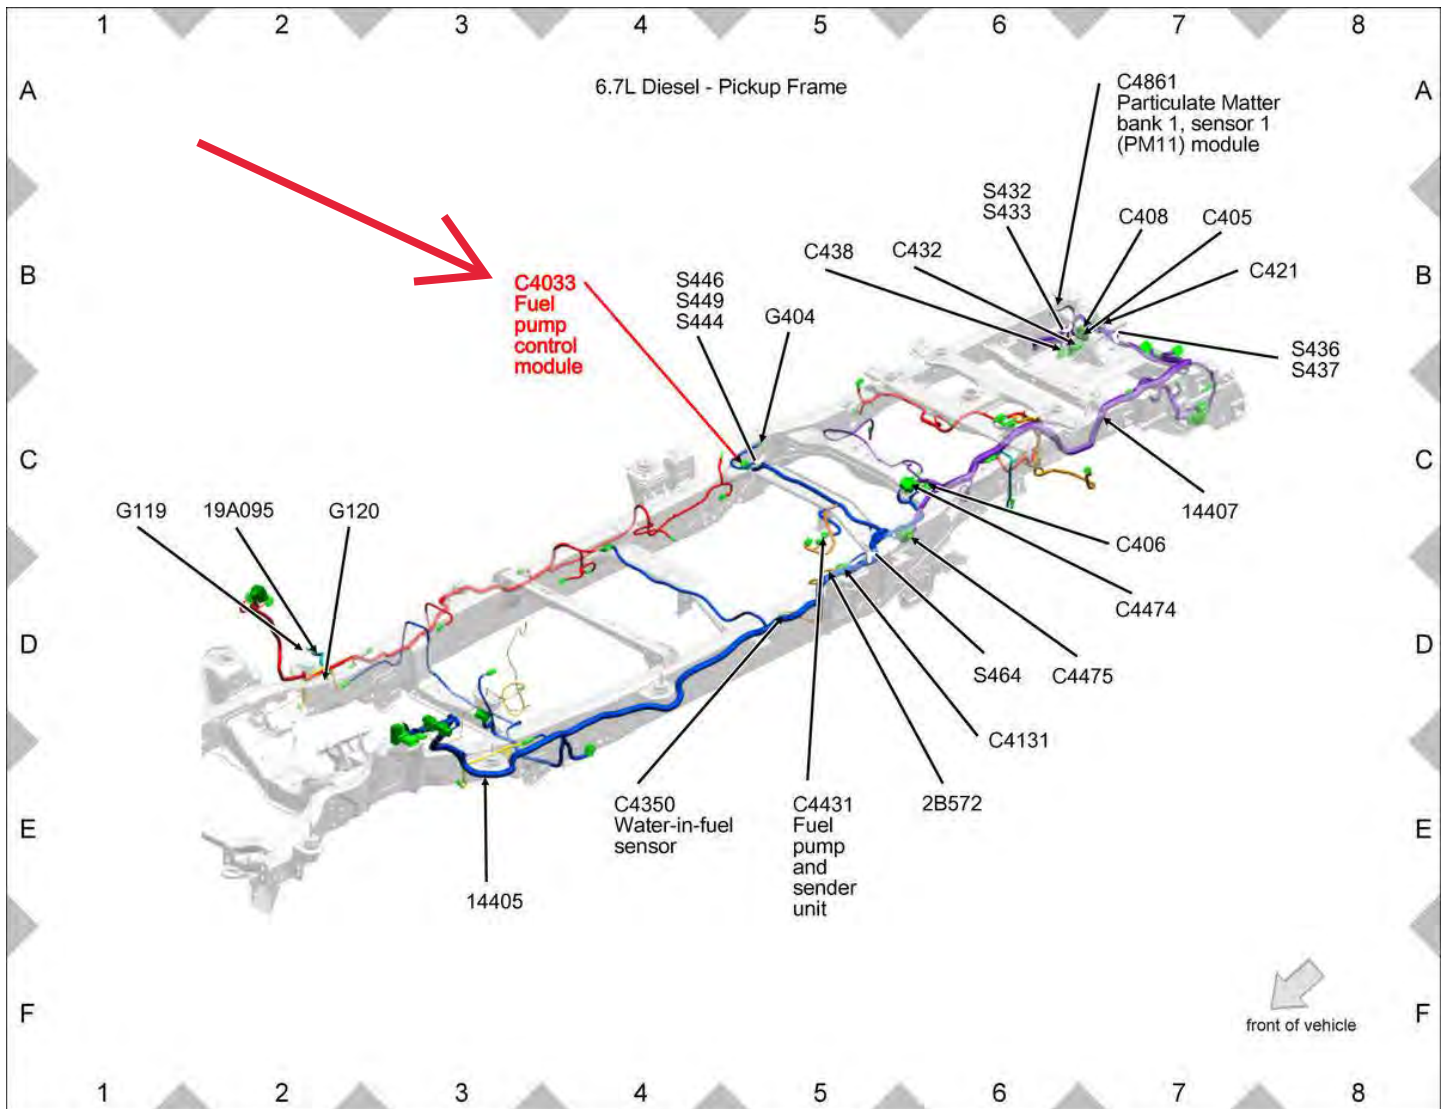 1 2 3 4 5 6 7 8
A A
6.7L Diesel - Pickup Frame
C4861
Particulate Matter
bank 1, sensor 1
(PM11) module
S432
S433
C408
C405
B B
C438
C432
C421
C4033
Fuel
pump
control
module
S446
S449
S444
G404
S436
S437
C C
G119
19A095
G120
14407
C406
C4474
D D
S464
C4475
C4131
C4350
Water-in-fuel
sensor
C4431
Fuel
pump
and
sender
unit
2B572
E E
14405
F F
front of vehicle
1 2 3 4 5 6 7 8